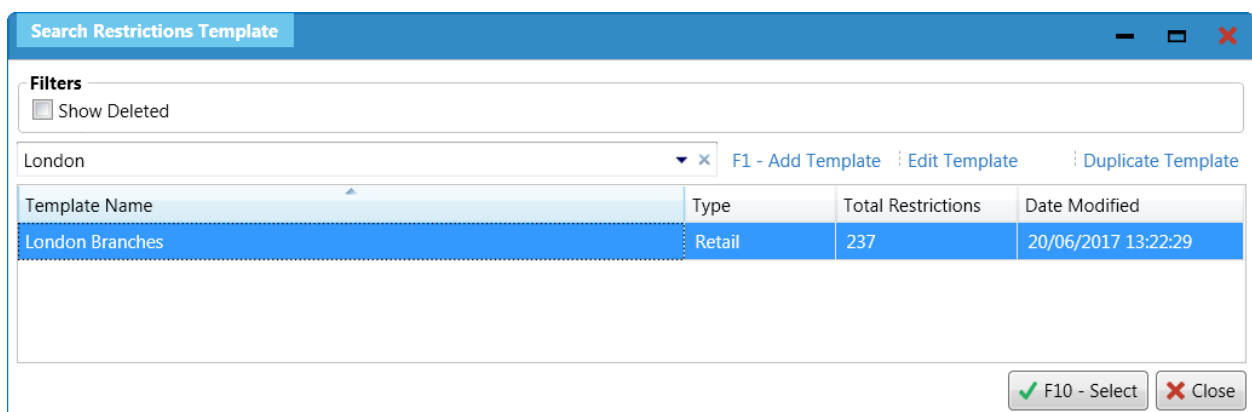 Search Restrictions Template
Filters
Show Deleted
London F1 - Add Template Edit Template Duplicate Template
Template Name Type Total Restrictions Date Modified
London Branches Retail 237 20/06/2017 13:22:29
F10 - Select Close